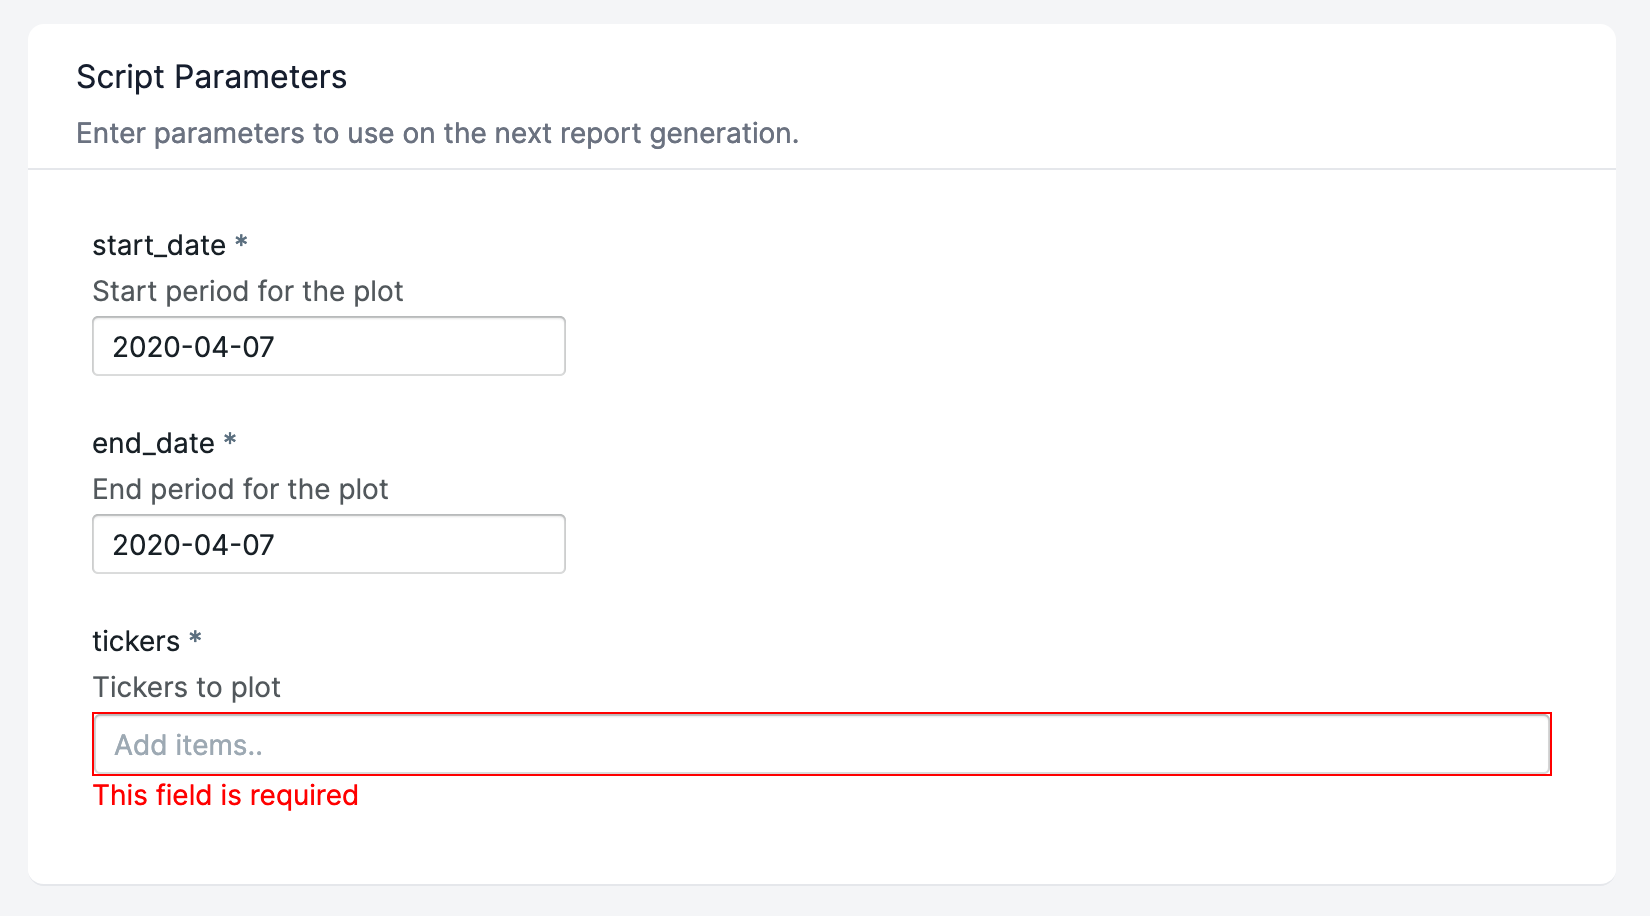 Script Parameters
Enter parameters to use on the next report generation.
start_date *
Start period for the plot
2020-04-07
end_date *
End period for the plot
2020-04-07
tickers *
Tickers to plot
Add items..
This field is required